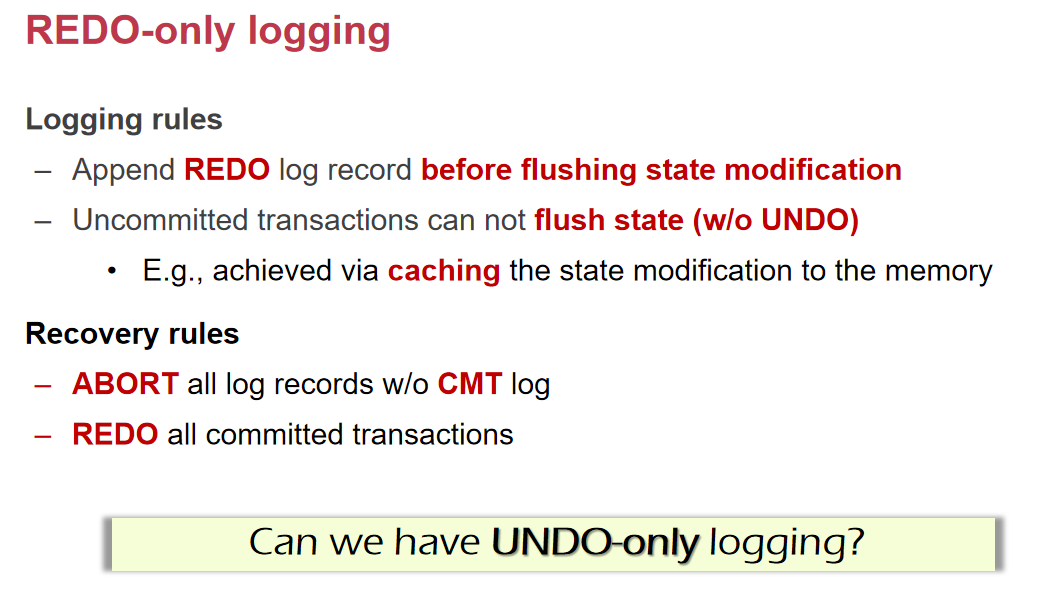 REDO-only logging
Logging rules
– Append REDO log record before flushing state modification
– Uncommitted transactions can not flush state (w/o UNDO)
• E.g., achieved via caching the state modification to the memory
Recovery rules
– ABORT all log records w/o CMT log
– REDO all committed transactions
Can we have UNDO-only logging?